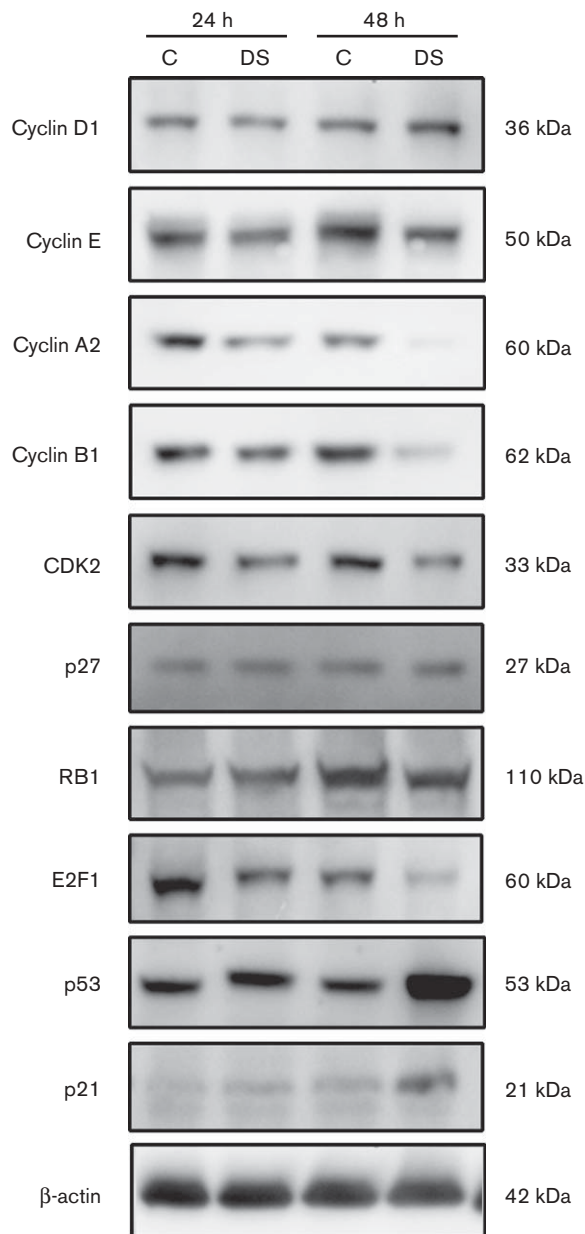 24 h 48 h
C DS C DS
Cyclin D1 36 kDa
Cyclin E 50 kDa
Cyclin A2 60 kDa
Cyclin B1 62 kDa
CDK2 33 kDa
p27 27 kDa
RB1 110 kDa
E2F1 60 kDa
p53 53 kDa
p21 21 kDa
β-actin 42 kDa